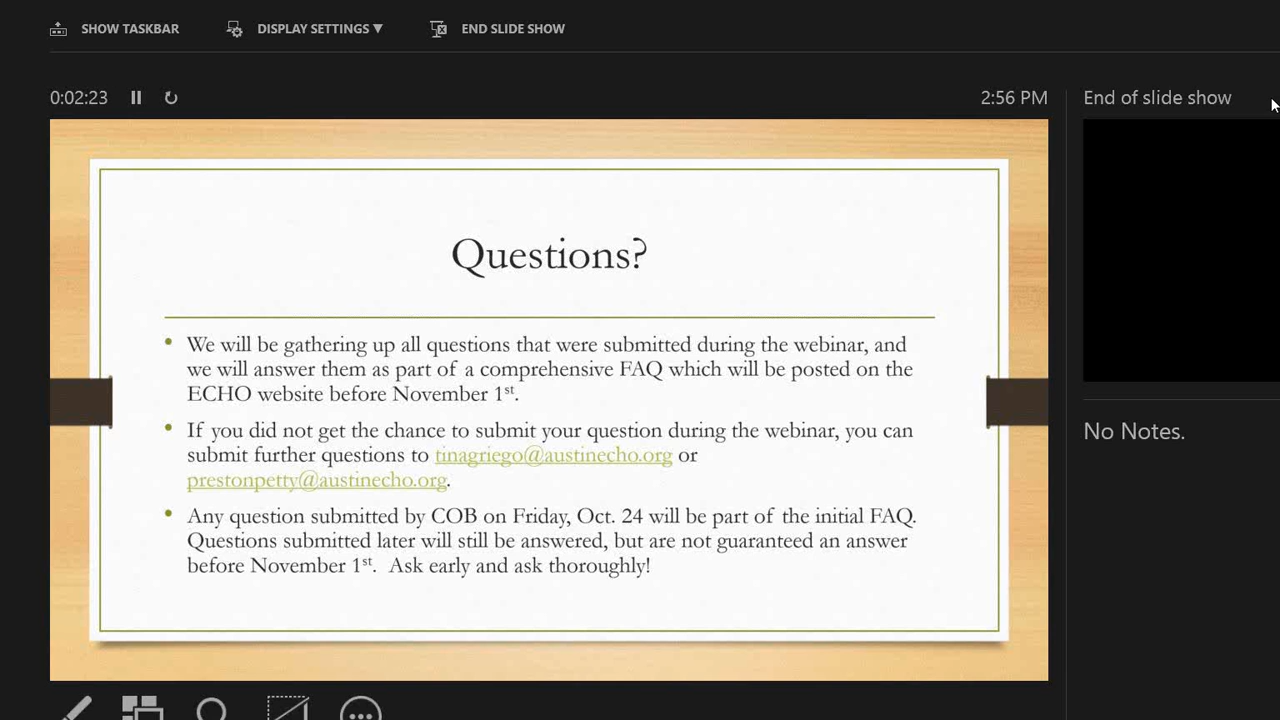 SHOW TASKBAR
DISPLAY SETTINGS ▼
END SLIDE SHOW
0:02:23
2:56 PM
End of slide show
Questions?
• We will be gathering up all questions that were submitted during the webinar, and
we will answer them as part of a comprehensive FAQ which will be posted on the
ECHO website before November 1st.
• If you did not get the chance to submit your question during the webinar, you can
submit further questions to tinagriego@austinecho.org or
prestonpetty@austinecho.org.
• Any question submitted by COB on Friday, Oct. 24 will be part of the initial FAQ.
Questions submitted later will still be answered, but are not guaranteed an answer
before November 1st. Ask early and ask thoroughly!
No Notes.